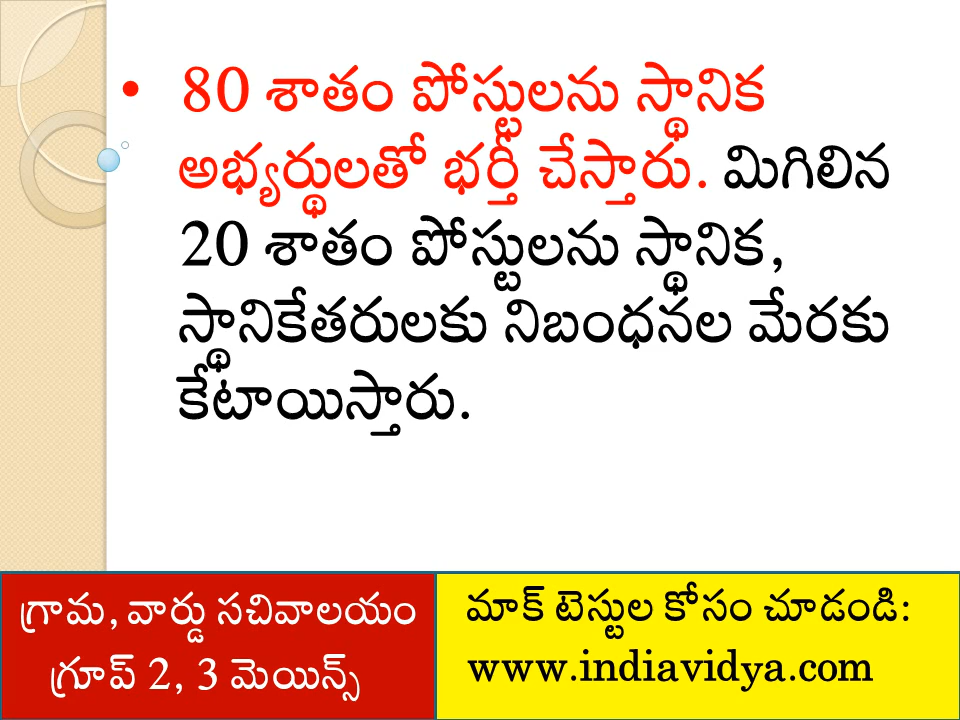 • 80 శాతం పోస్టులను స్థానిక
అభ్యర్థులతో భర్తీ చేస్తారు. మిగిలిన
20 శాతం పోస్టులను స్థానిక,
స్థానికేతరులకు నిబంధనల మేరకు
కేటాయిస్తారు.
గ్రామ, వార్డు సచివాలయం
గ్రూప్ 2, 3 మెయిన్స్
మాక్ టెస్టుల కోసం చూడండి:
www.indiavidya.com